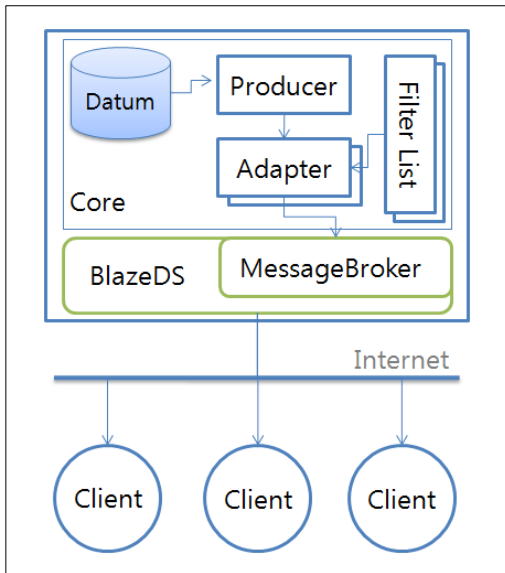 Datum
Producer
Filter List
Adapter
Core
BlazeDS
MessageBroker
Internet
Client
Client
Client